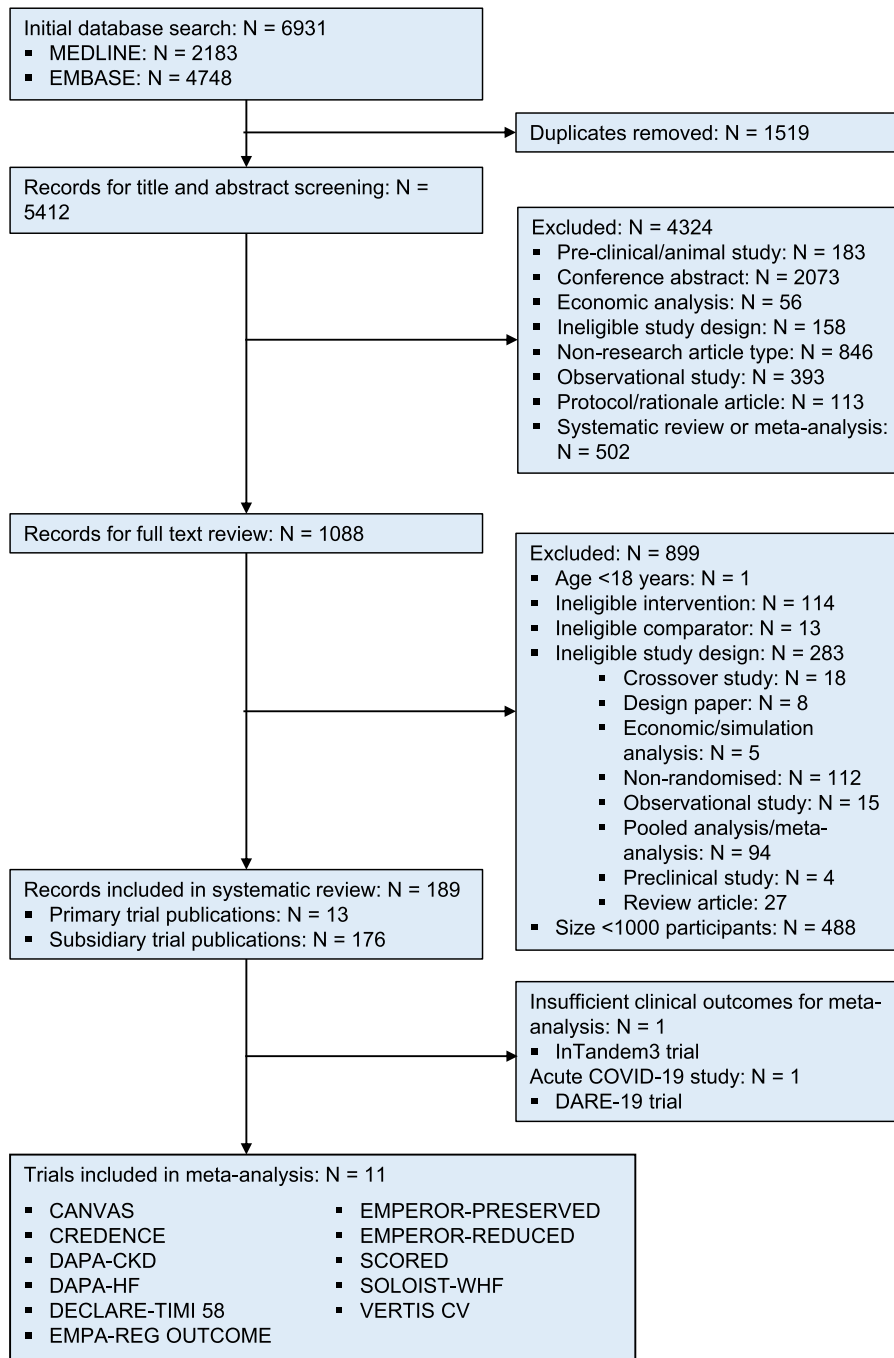 Initial database search: N = 6931
▪ MEDLINE: N = 2183
▪ EMBASE: N = 4748
Duplicates removed: N = 1519
Records for title and abstract screening: N =
5412
Excluded: N = 4324
▪ Pre-clinical/animal study: N = 183
▪ Conference abstract: N = 2073
▪ Economic analysis: N = 56
▪ Ineligible study design: N = 158
▪ Non-research article type: N = 846
▪ Observational study: N = 393
▪ Protocol/rationale article: N = 113
▪ Systematic review or meta-analysis:
N = 502
Records for full text review: N = 1088
Excluded: N = 899
▪ Age <18 years: N = 1
▪ Ineligible intervention: N = 114
▪ Ineligible comparator: N = 13
▪ Ineligible study design: N = 283
▪ Crossover study: N = 18
▪ Design paper: N = 8
▪ Economic/simulation
analysis: N = 5
▪ Non-randomised: N = 112
▪ Observational study: N = 15
▪ Pooled analysis/meta-
analysis: N = 94
▪ Preclinical study: N = 4
▪ Review article: 27
▪ Size <1000 participants: N = 488
Records included in systematic review: N = 189
▪ Primary trial publications: N = 13
▪ Subsidiary trial publications: N = 176
Insufficient clinical outcomes for meta-
analysis: N = 1
▪ InTandem3 trial
Acute COVID-19 study: N = 1
▪ DARE-19 trial
Trials included in meta-analysis: N = 11
▪ CANVAS
▪ CREDENCE
▪ DAPA-CKD
▪ DAPA-HF
▪ DECLARE-TIMI 58
▪ EMPA-REG OUTCOME
▪ EMPEROR-PRESERVED
▪ EMPEROR-REDUCED
▪ SCORED
▪ SOLOIST-WHF
▪ VERTIS CV